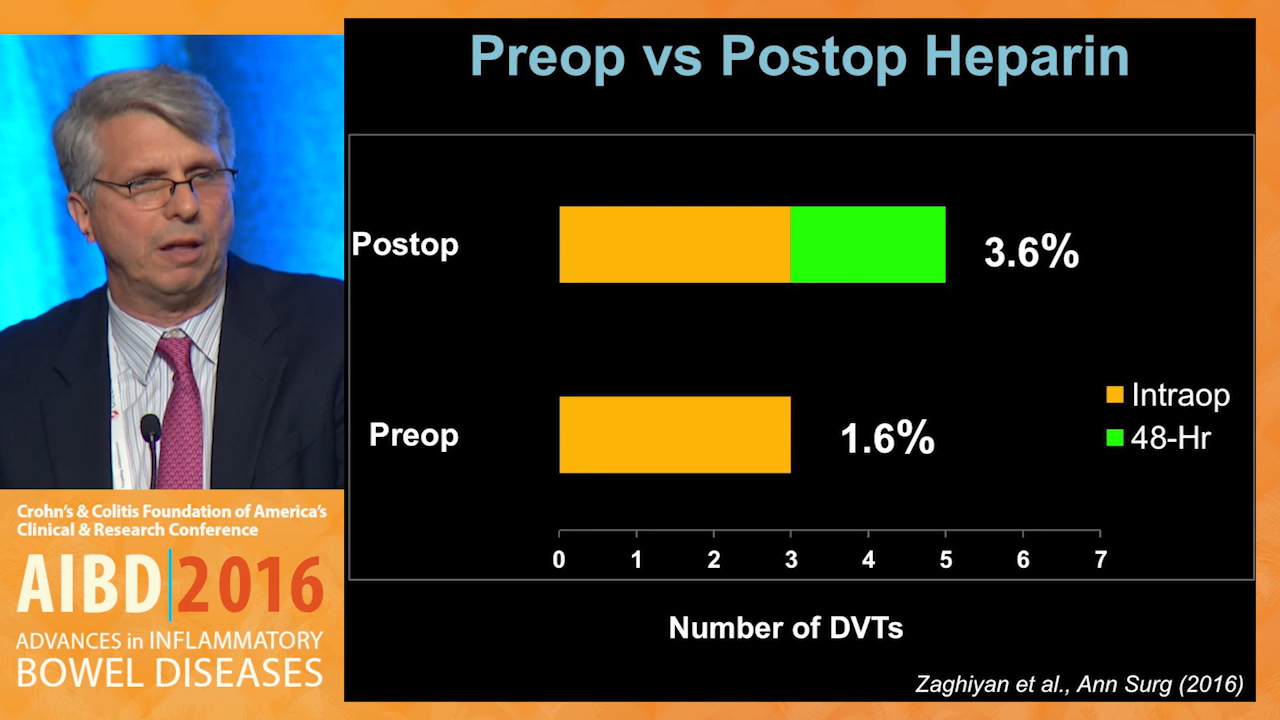 Preop vs Postop Heparin
Postop
3.6%
Preop
1.6%
Intraop
48-Hr
0 1 2 3 4 5 6 7
Number of DVTs
Zaghiyan et al., Ann Surg (2016)
Crohn's & Colitis Foundation of America's
Clinical & Research Conference
AIBD|2016
ADVANCES in INFLAMMATORY
BOWEL DISEASES